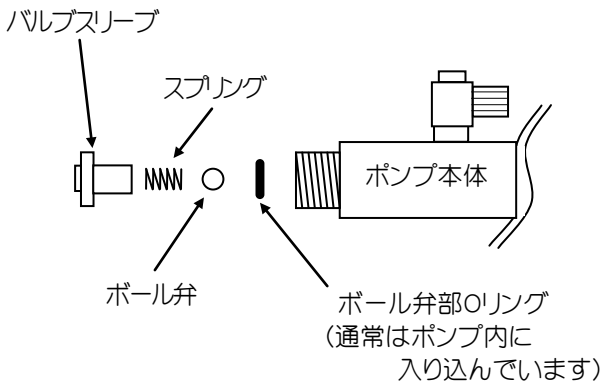 バルブスリーブ
スプリング
ポンプ本体
ボール弁
ボール弁部Oリング
(通常はポンプ内に
入り込んでいます)